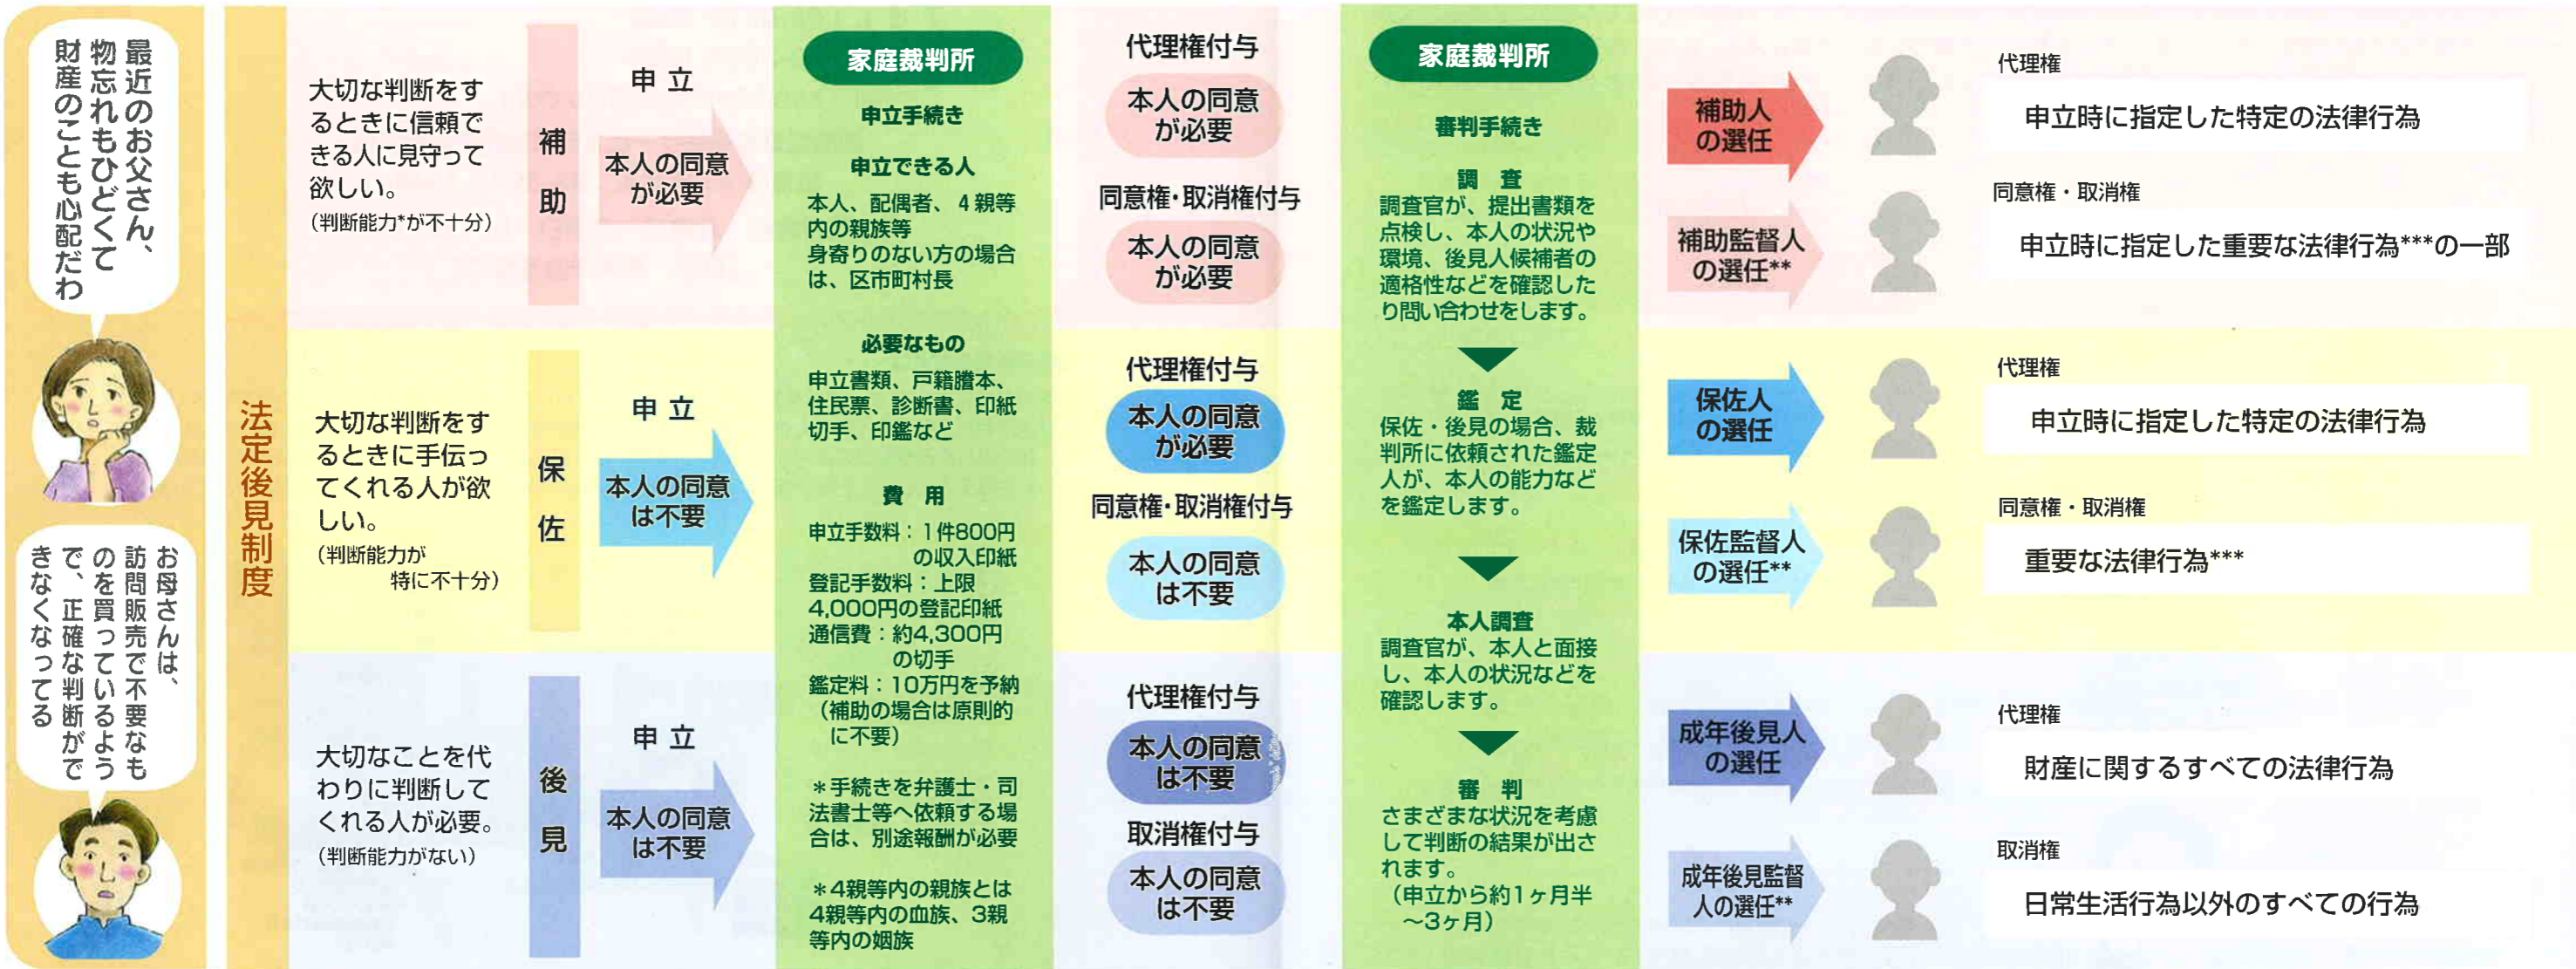 最近のお父さん、
物忘れもひどくて
財産のことも心配だわ
お母さんは、
訪問販売で不要なも
のを買っているよう
で、正確な判断がで
きなくなってる
法定後見制度
大切な判断をす
るときに信頼で
きる人に見守って
欲しい。
(判断能力*が不十分)
補助
申立
本人の同意
が必要
大切な判断をす
るときに手伝っ
てくれる人が欲
しい。
(判断能力が
特に不十分)
保佐
申立
本人の同意
は不要
大切なことを代
わりに判断して
くれる人が必要。
(判断能力がない)
後見
申立
本人の同意
は不要
家庭裁判所
申立手続き
申立できる人
本人、配偶者、4親等
内の親族等
身寄りのない方の場合
は、区市町村長
必要なもの
申立書類、戸籍謄本、
住民票、診断書、印紙
切手、印鑑など
費用
申立手数料：1件800円
の収入印紙
登記手数料：上限
4,000円の登記印紙
通信費：約4,300円
の切手
鑑定料：10万円を予納
（補助の場合は原則的
に不要）
＊手続きを弁護士・司
法書士等へ依頼する場
合は、別途報酬が必要
＊4親等内の親族とは
4親等内の血族、3親
等内の姻族
代理権付与
本人の同意
が必要
同意権・取消権付与
本人の同意
が必要
代理権付与
本人の同意
が必要
同意権・取消権付与
本人の同意
は不要
代理権付与
本人の同意
は不要
取消権付与
本人の同意
は不要
家庭裁判所
審判手続き
調査
調査官が、提出書類を
点検し、本人の状況や
環境、後見人候補者の
適格性などを確認した
り問い合わせをします。
鑑定
保佐・後見の場合、裁
判所に依頼された鑑定
人が、本人の能力など
を鑑定します。
本人調査
調査官が、本人と面接
し、本人の状況などを
確認します。
審判
さまざまな状況を考慮
して判断の結果が出さ
れます。
（申立から約1ヶ月半
～3ヶ月）
補助人
の選任
代理権
申立時に指定した特定の法律行為
補助監督人
の選任**
同意権・取消権
申立時に指定した重要な法律行為***の一部
保佐人
の選任
代理権
申立時に指定した特定の法律行為
保佐監督人
の選任**
同意権・取消権
重要な法律行為***
成年後見人
の選任
代理権
財産に関するすべての法律行為
成年後見監督
人の選任**
取消権
日常生活行為以外のすべての行為